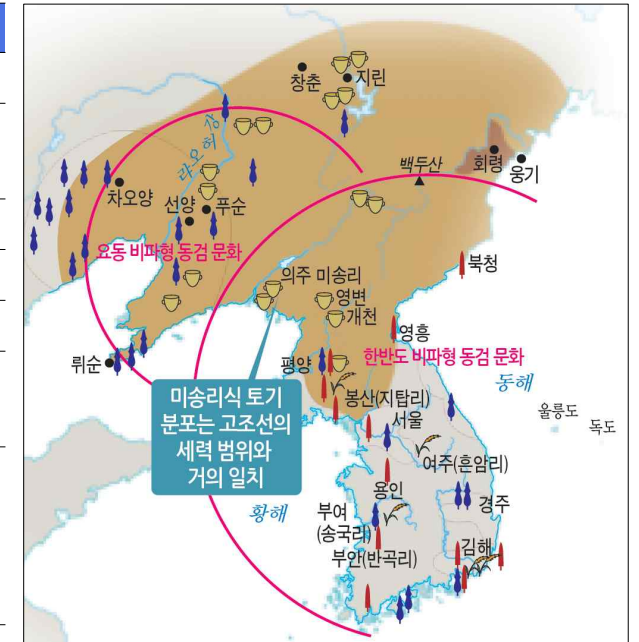 창춘
지린
랴오허 강
백두산
회령
웅기
차오양
선양
푸순
요동 비파형 동검 문화
북청
의주 미송리
영변
개천
영흥
뤼순
평양
한반도 비파형 동검 문화
동해
미송리식 토기
분포는 고조선의
세력 범위와
거의 일치
봉산(지탑리)
서울
울릉도
독도
여주(흔암리)
용인
황해
부여
(송국리)
경주
부안(반곡리)
김해